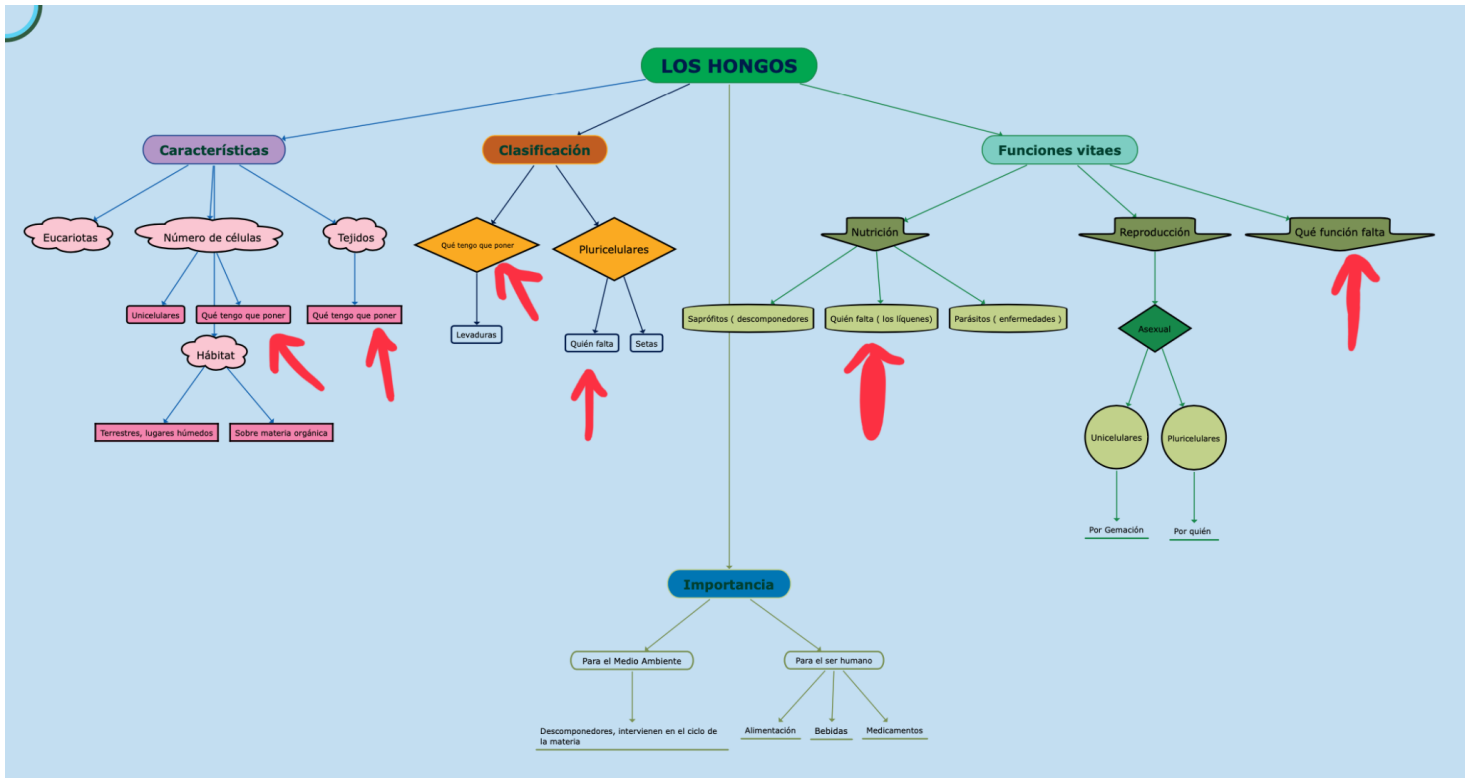 LOS HONGOS
Características
Clasificación
Funciones vitaes
Eucariotas
Número de células
Tejidos
Qué tengo que poner
Pluricelulares
Nutrición
Reproducción
Qué función falta
Unicelulares
Qué tengo que poner
Qué tengo que poner
Levaduras
Quién falta
Setas
Saprófitos ( descomponedores
Quién falta ( los líquenes)
Parásitos ( enfermedades )
Asexual
Hábitat
Terrestres, lugares húmedos
Sobre materia orgánica
Unicelulares
Pluricelulares
Por Gemación
Por quién
Importancia
Para el Medio Ambiente
Para el ser humano
Descomponedores, intervienen en el ciclo de
la materia
Alimentación
Bebidas
Medicamentos